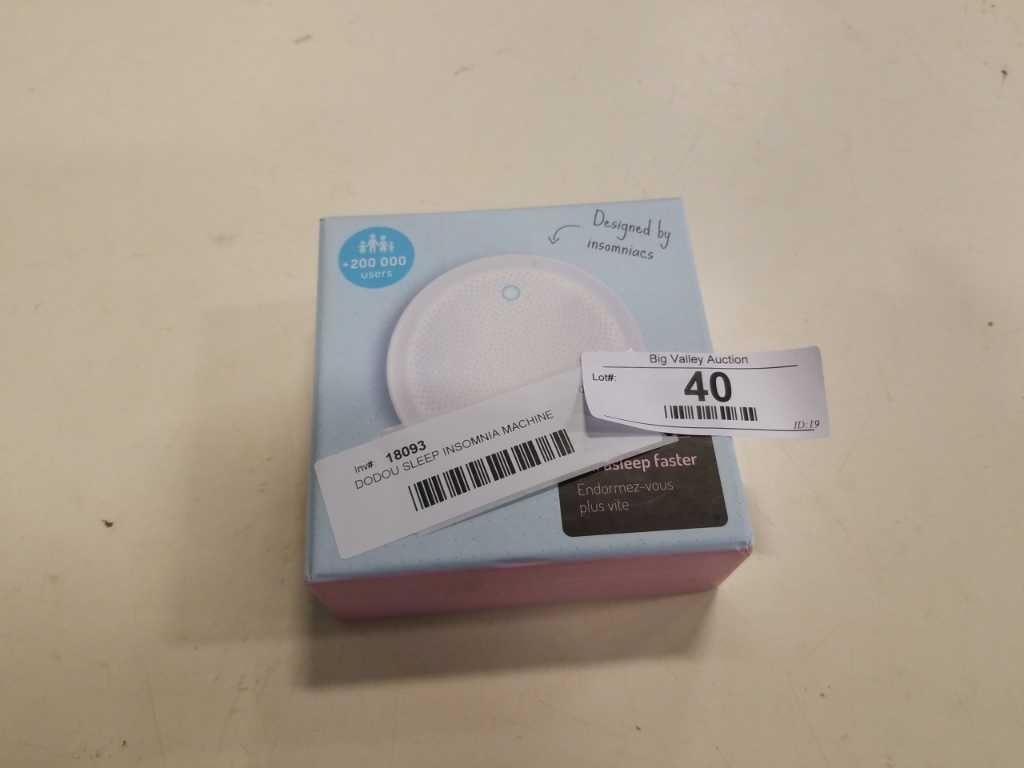 +200 000
users
Designed by
insomniacs
Big Valley Auction
Lot#:
40
ID:19
Inv#: 18093
DODOU SLEEP INSOMNIA MACHINE
asleep faster
Endormez-vous
plus vite